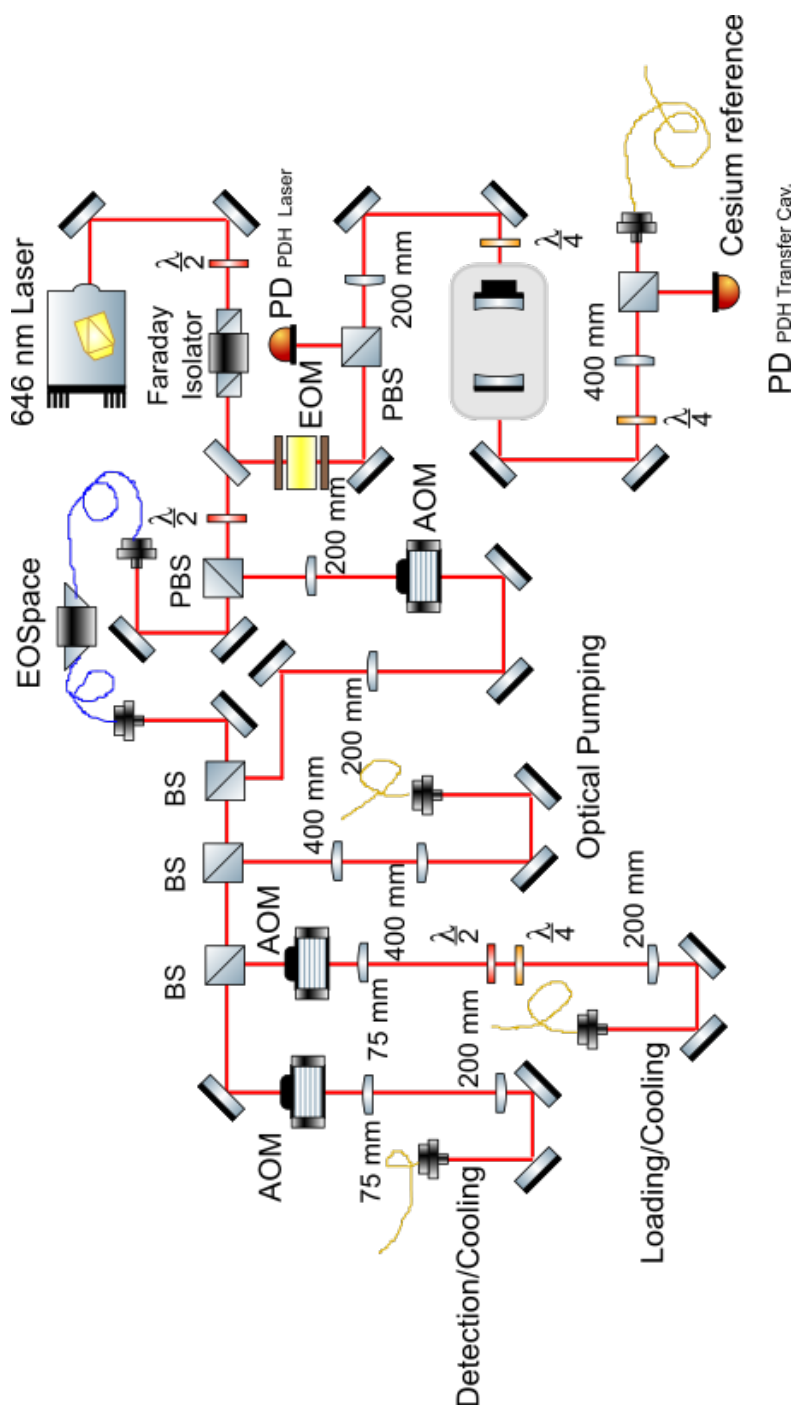 646 nm Laser
λ
2
Faraday
Isolator
PD PDH Laser
200 mm
λ
4
Cesium reference
EOM
PBS
400 mm
λ
4
PD PDH Transfer Cav.
EOSpace
λ
2
PBS
200 mm
AOM
BS
200 mm
BS
400 mm
400 mm
Optical Pumping
BS
AOM
75 mm
λ
2
λ
4
200 mm
Loading/Cooling
AOM
75 mm
200 mm
Detection/Cooling